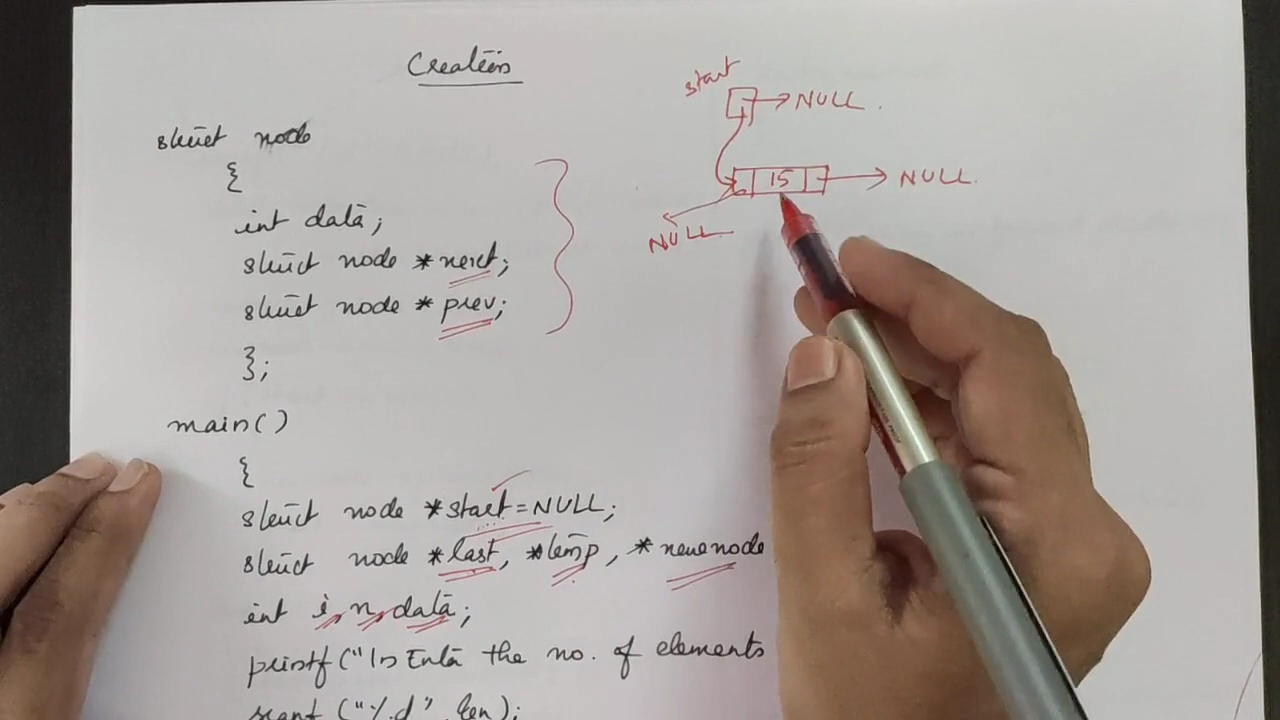 Creation
start
NULL.
15
NULL.
NULL
struct node
{
int data;
struct node *next;
struct node *prev;
};
main()
{
struct node *start=NULL;
struct node *last, *temp, *newnode
int i, n, data;
printf("\n Enter the no. of elements
scanf ("%d", &n);